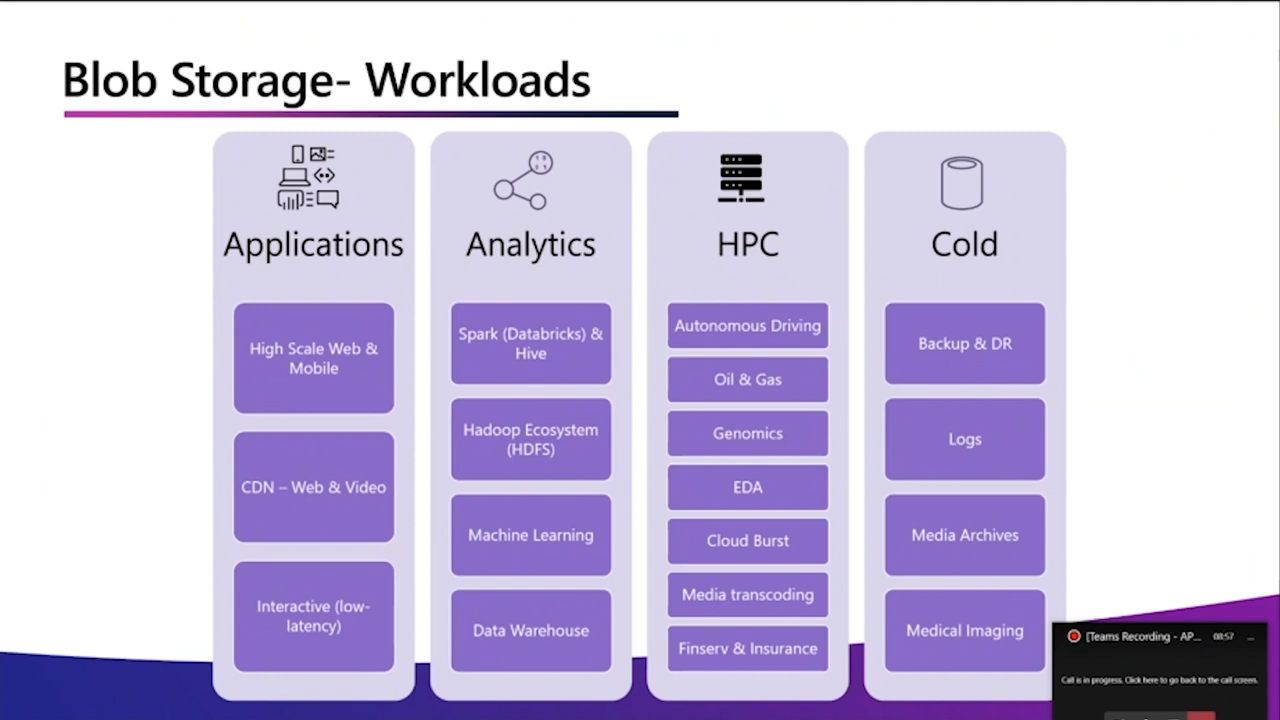 Blob Storage- Workloads
Applications
High Scale Web &
Mobile
CDN – Web & Video
Interactive (low-
latency)
Analytics
Spark (Databricks) &
Hive
Hadoop Ecosystem
(HDFS)
Machine Learning
Data Warehouse
HPC
Autonomous Driving
Oil & Gas
Genomics
EDA
Cloud Burst
Media transcoding
Finserv & Insurance
Cold
Backup & DR
Logs
Media Archives
Medical Imaging
[Teams Recording - AP... 08:57 ...
Call is in progress. Click here to go back to the call screen.